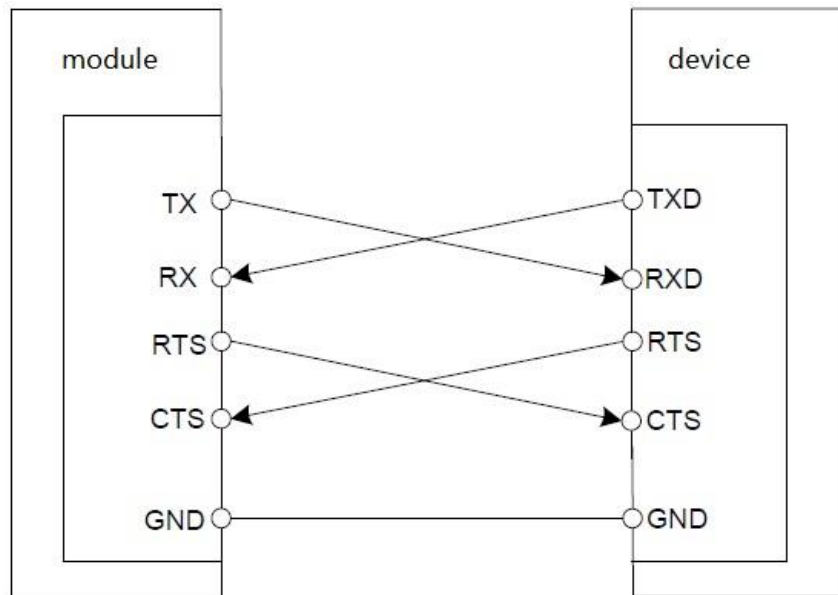 module
device
TX
TXD
RX
RXD
RTS
RTS
CTS
CTS
GND
GND